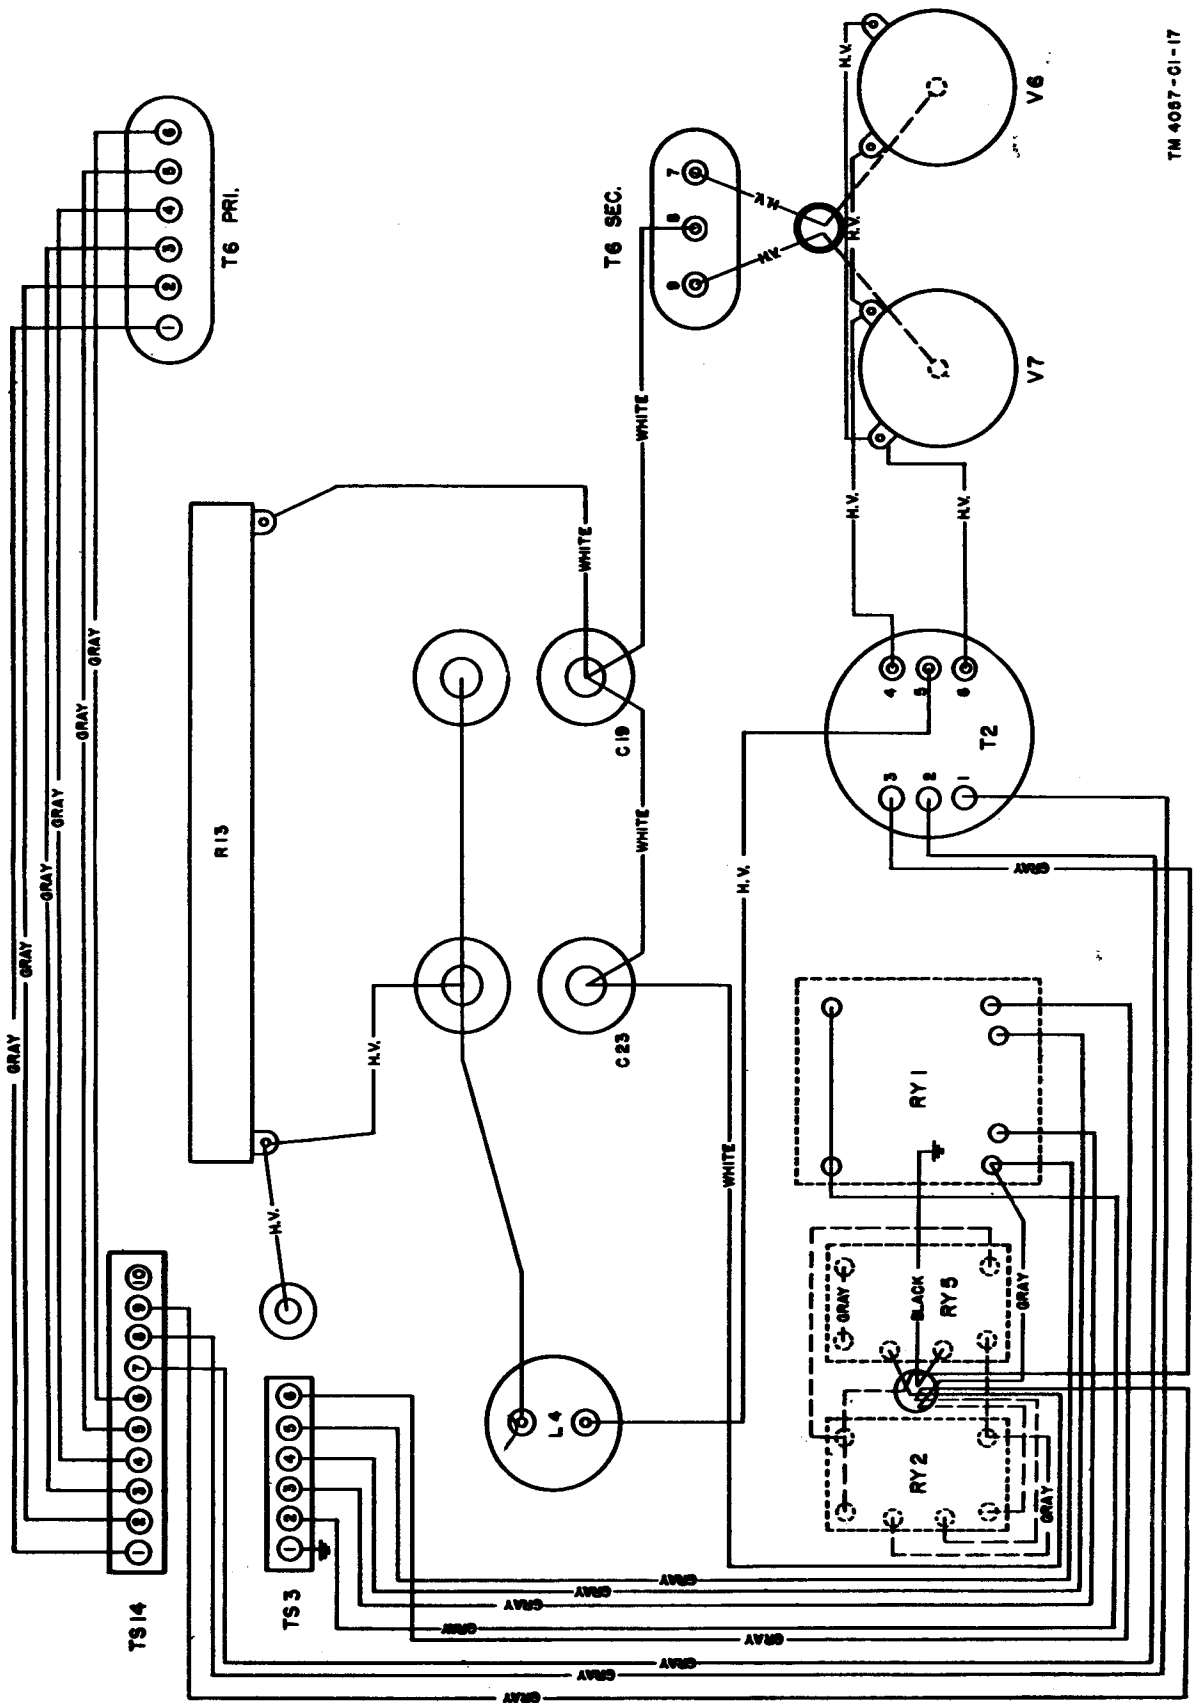 TS14
1
2
3
4
5
6
7
8
9
10
GRAY
GRAY
GRAY
GRAY
GRAY
GRAY
T6 PRI.
1
2
3
4
5
6
TS3
1
2
3
4
5
6
H.V.
R13
H.V.
L4
C23
C19
WHITE
WHITE
WHITE
WHITE
T6 SEC.
9
8
7
H.V.
H.V.
H.V.
H.V.
V7
V6
H.V.
H.V.
H.V.
T2
3
2
1
4
5
6
GRAY
RY1
RY5
RY2
GRAY
BLACK
GRAY
GRAY
GRAY
GRAY
GRAY
GRAY
GRAY
GRAY
GRAY
GRAY
TM 4067-C1-17